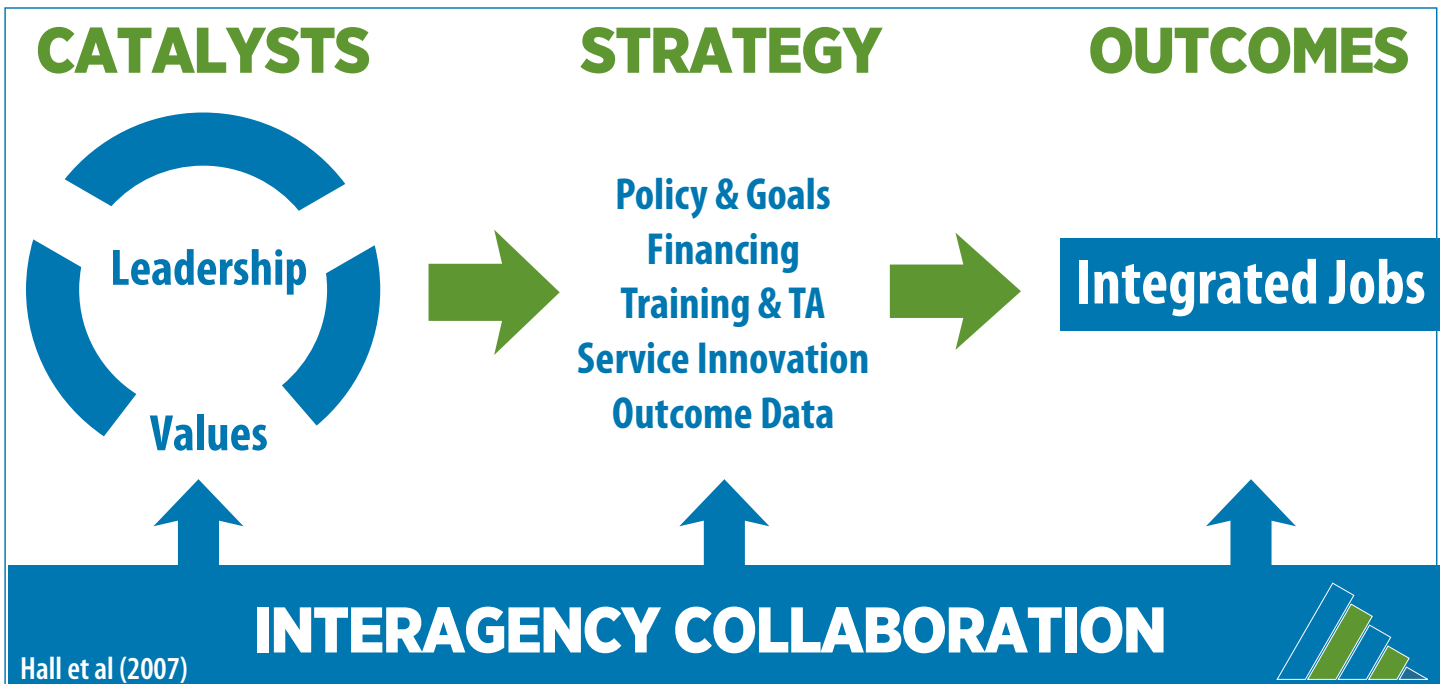 CATALYSTS
STRATEGY
OUTCOMES
Leadership
Values
Policy & Goals
Financing
Training & TA
Service Innovation
Outcome Data
Integrated Jobs
INTERAGENCY COLLABORATION
Hall et al (2007)